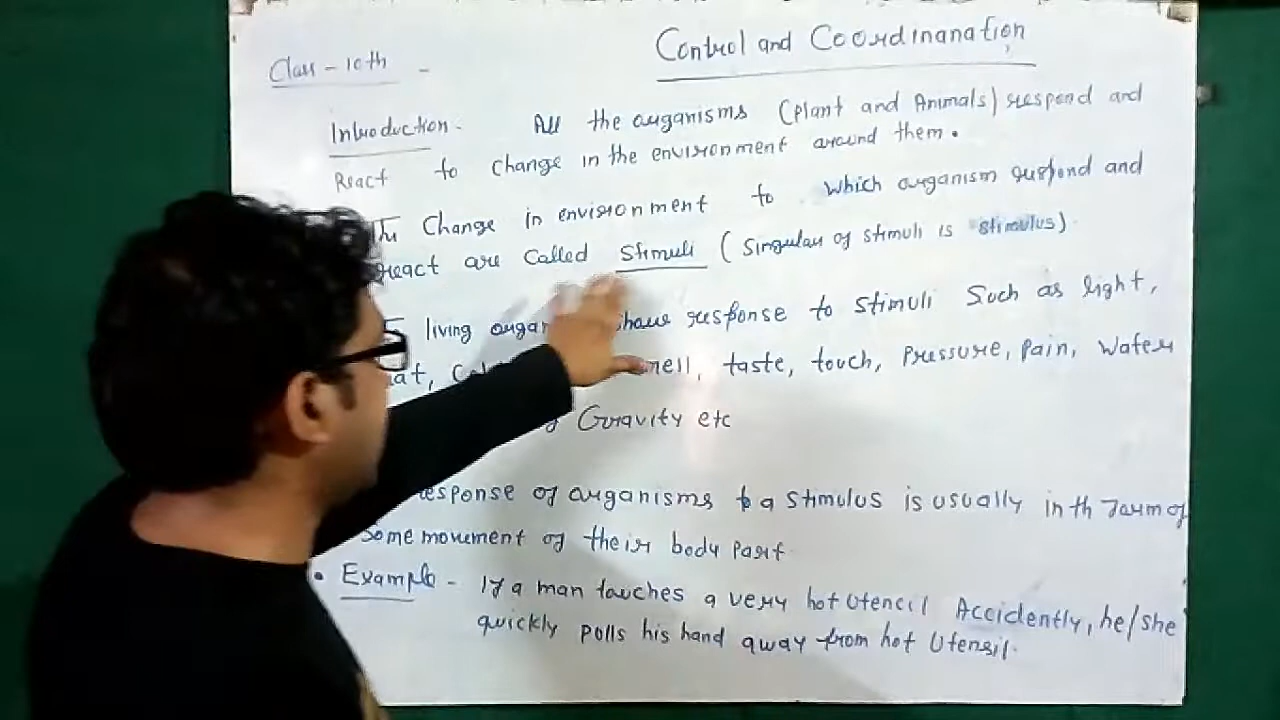 Control and Coordinanation
Class - 10th -
Introduction. All the organisms (Plant and Animals) respond and
React to change in the environment around them.
The Change in environment to which organism respond and
React are Called Stimuli (Singular of stimuli is stimulus).
living show response to stimuli Such as light,
taste, touch, Pressure, Pain, Water
Gravity etc
response of organisms to a stimulus is usually in th form of
Some movement of their body Part.
• Example - If a man touches a very hot Utencil Accidently, he/she
quickly polls his hand away from hot Utensil.